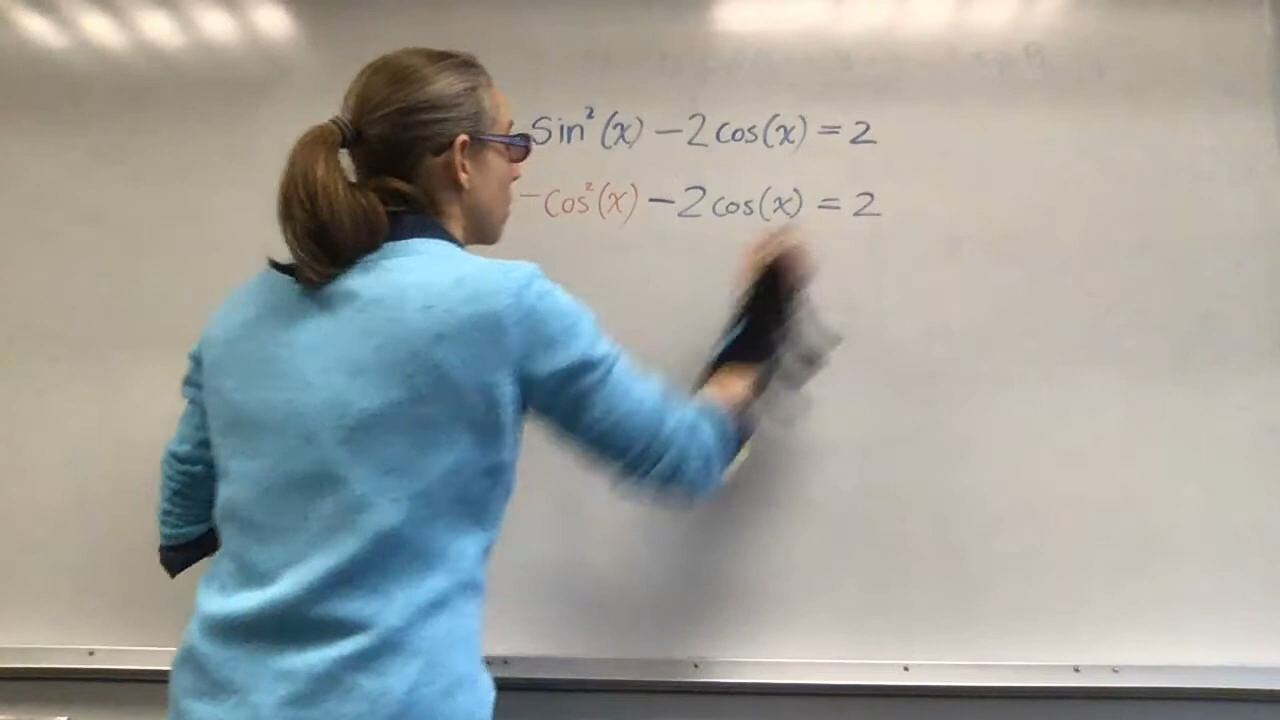 sin²(x) – 2 cos(x) = 2
– cos²(x) – 2 cos(x) = 2